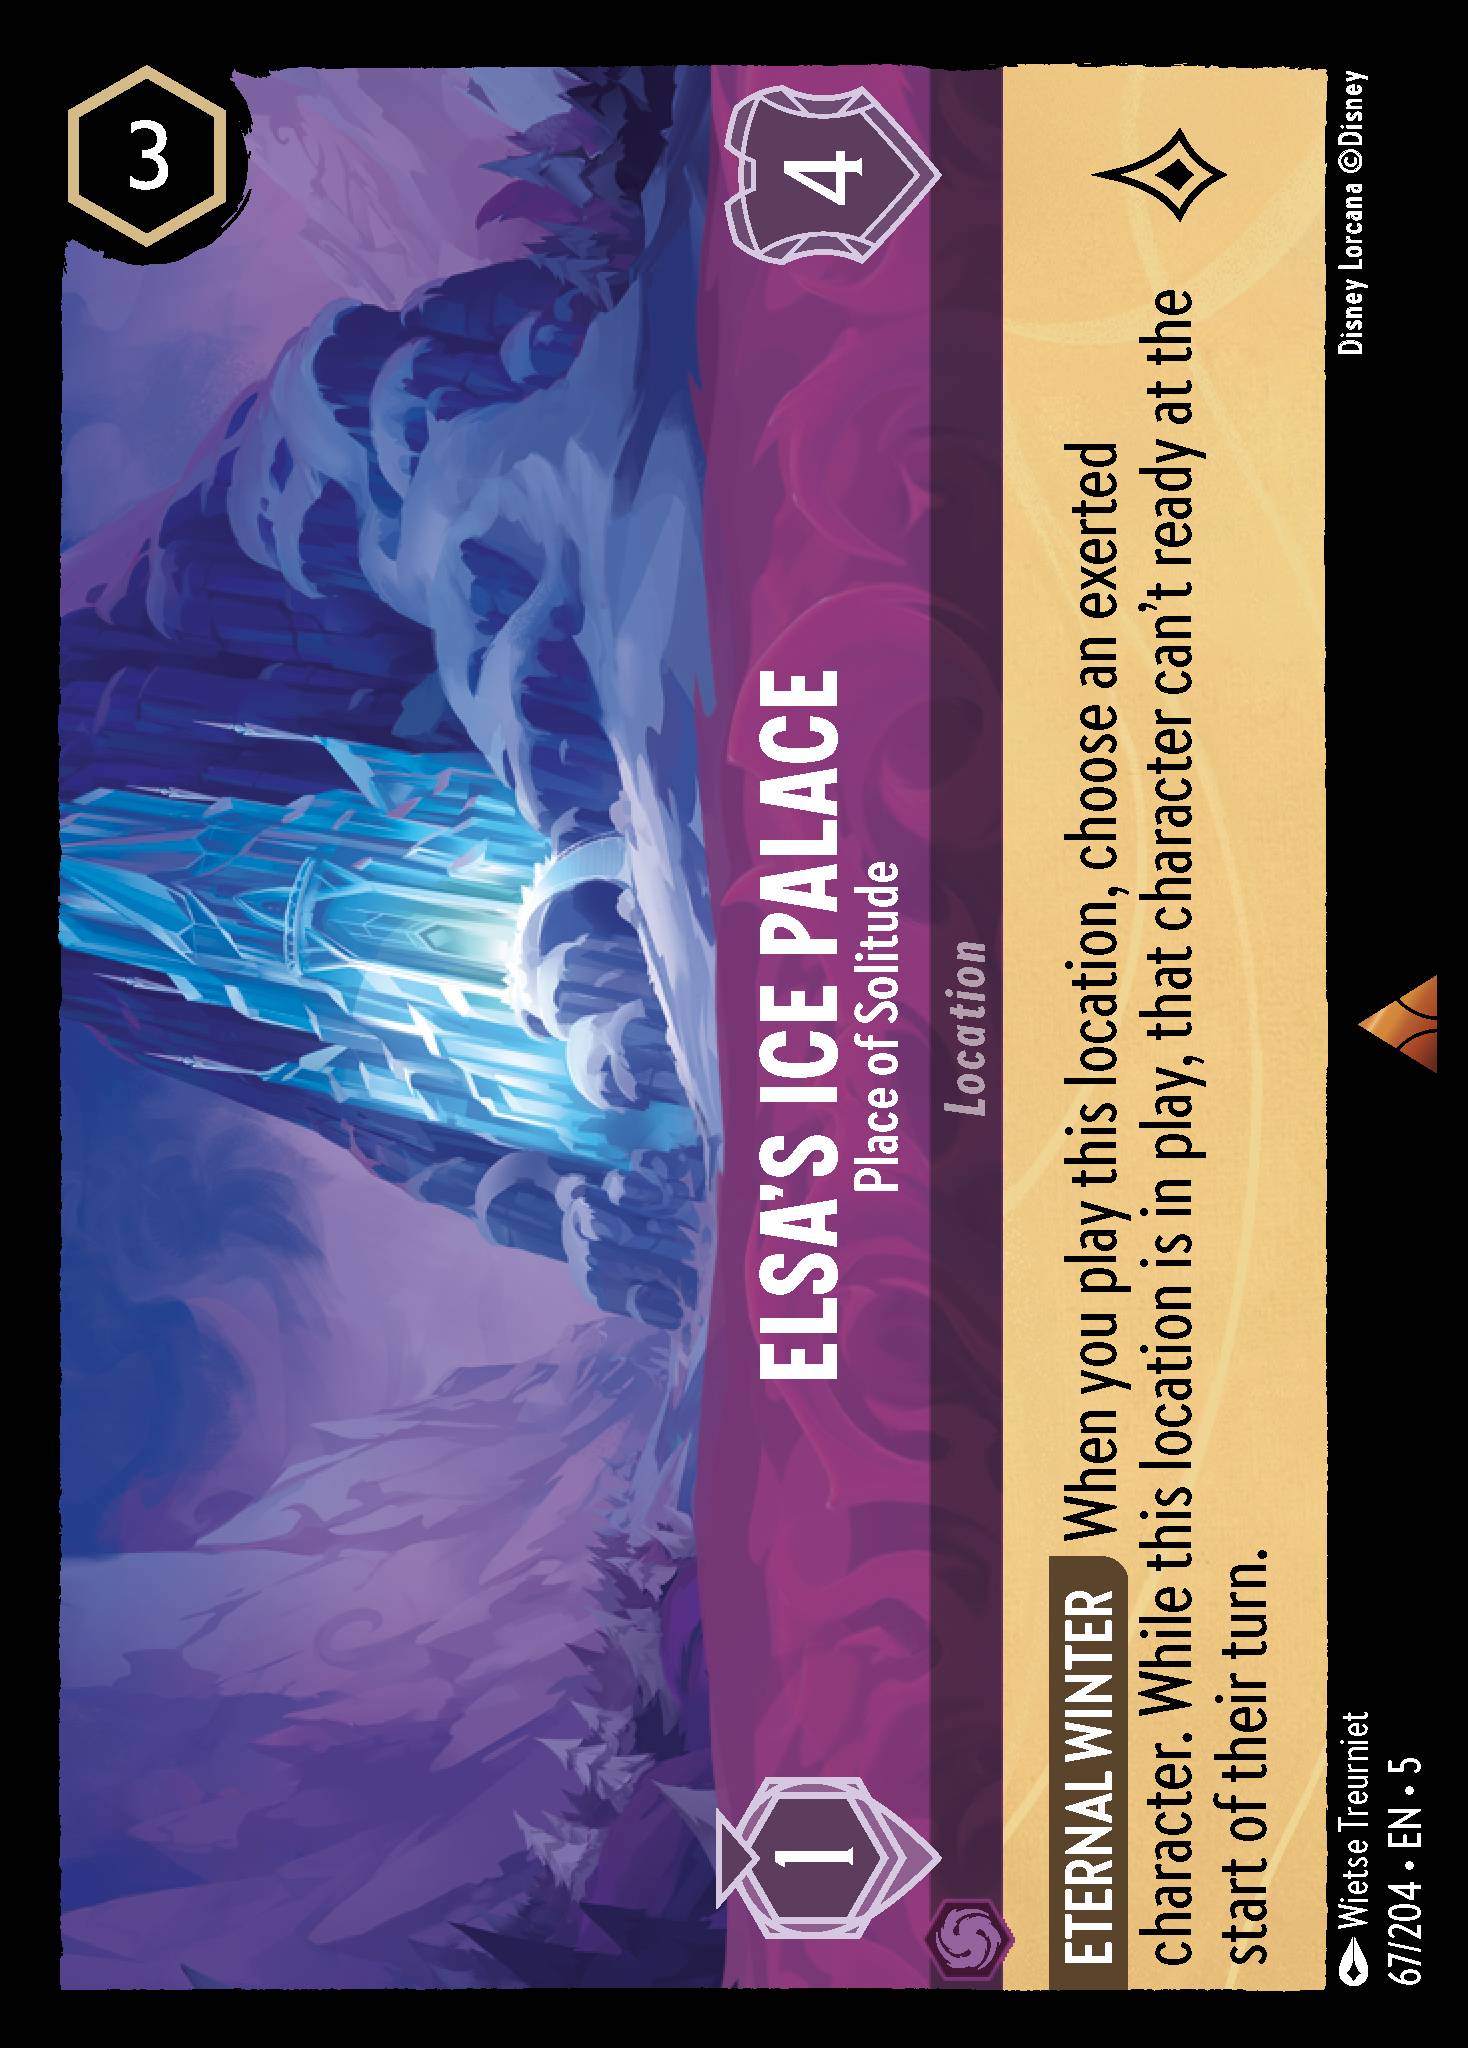 3
1
ELSA'S ICE PALACE
4
Place of Solitude
Location
ETERNAL WINTER When you play this location, choose an exerted
character. While this location is in play, that character can't ready at the
start of their turn.
Wietse Treurniet
Disney Lorcana ©Disney
67/204 • EN • 5